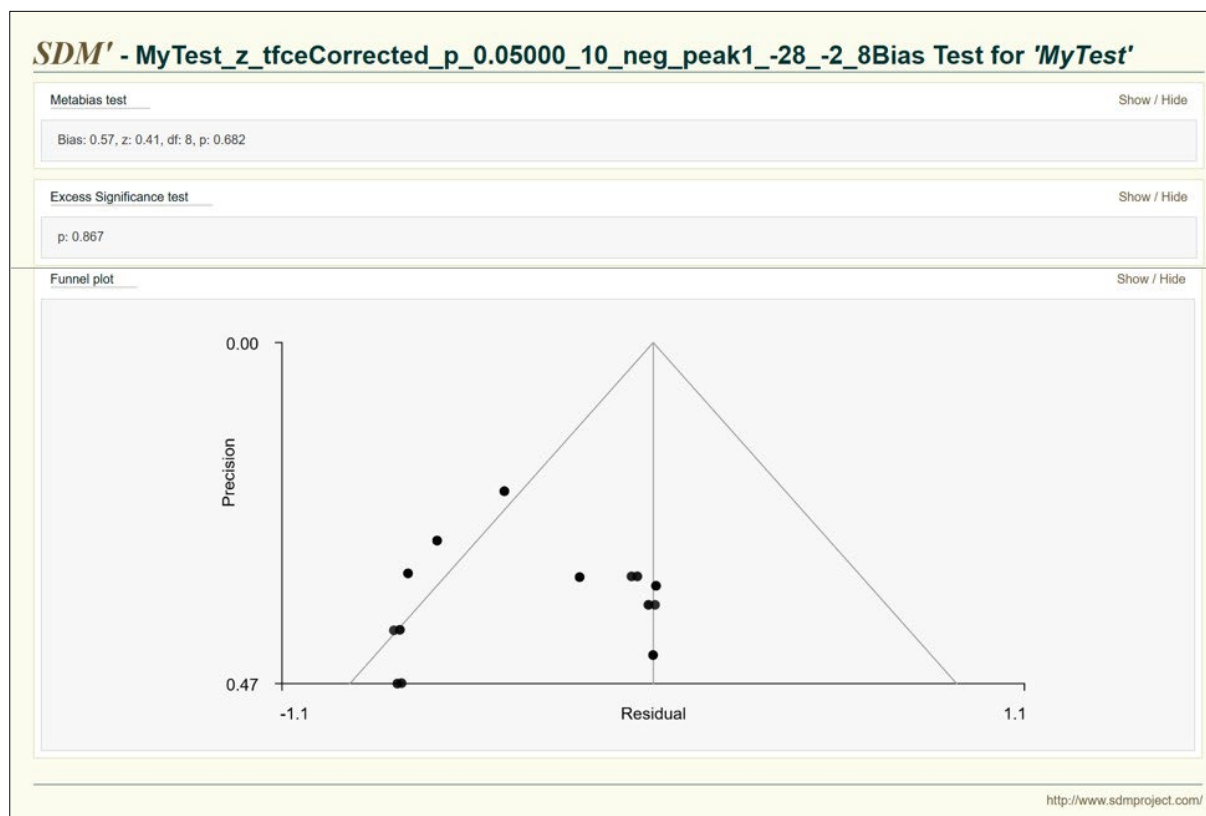 SDM' - MyTest_z_tfceCorrected_p_0.05000_10_neg_peak1_-28_-2_8Bias Test for 'MyTest'
Metabias test Show / Hide
Bias: 0.57, z: 0.41, df: 8, p: 0.682
Excess Significance test Show / Hide
p: 0.867
Funnel plot Show / Hide
0.00
Precision
0.47
-1.1 Residual 1.1
http://www.sdmproject.com/